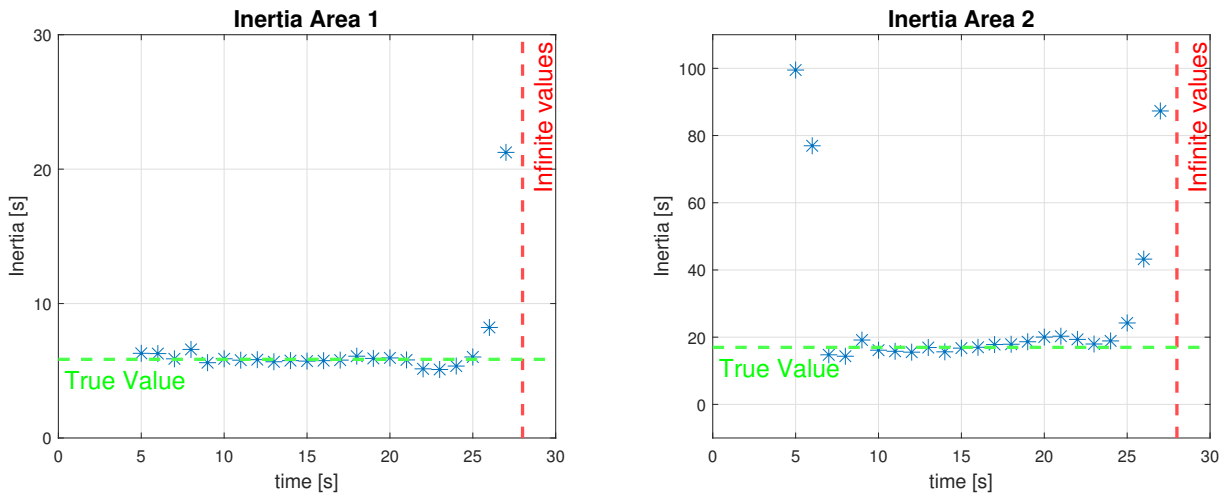 Inertia Area 1
30
20
10
0
Inertia [s]
True Value
Infinite values
0 5 10 15 20 25 30
time [s]
Inertia Area 2
100
80
60
40
20
0
Inertia [s]
True Value
Infinite values
0 5 10 15 20 25 30
time [s]